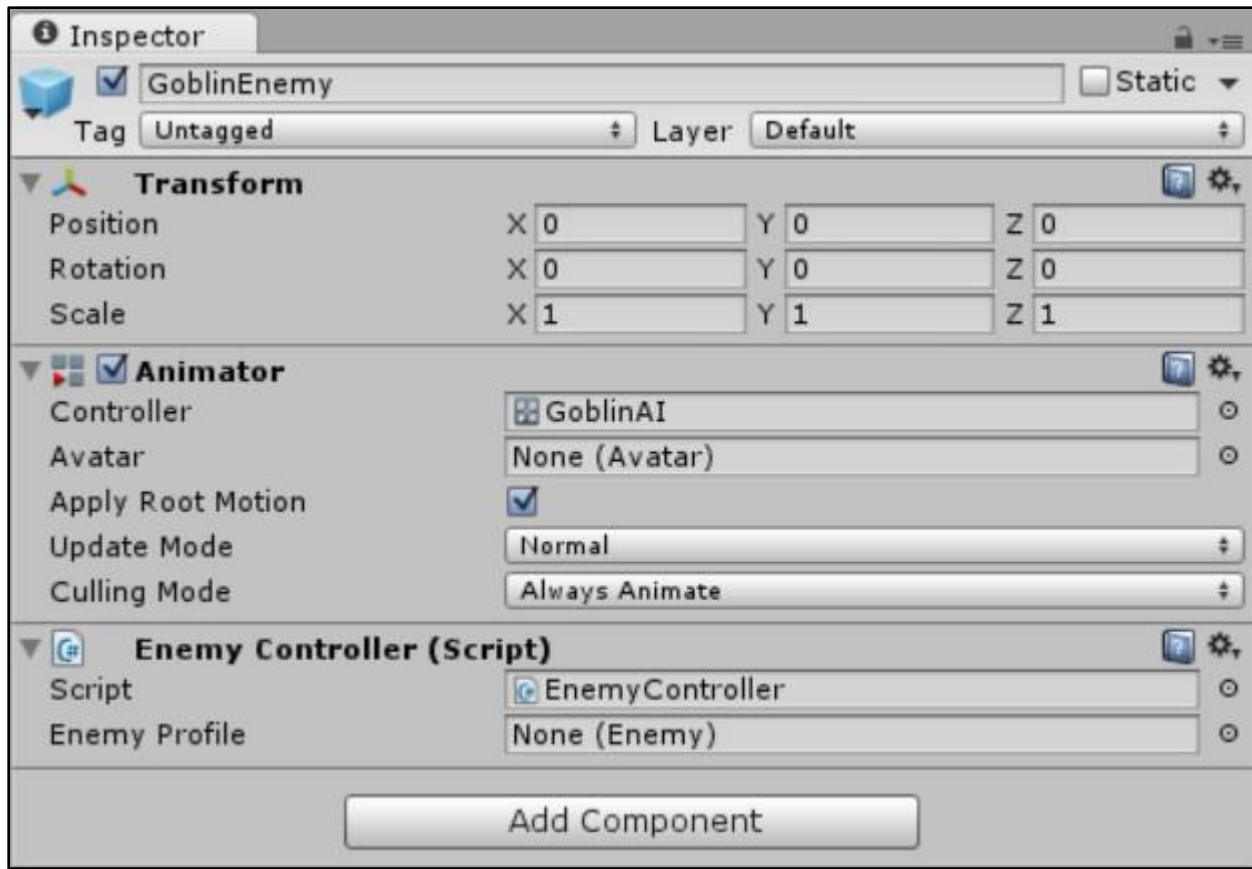 Inspector
GoblinEnemy Static
Tag Untagged Layer Default
Transform
Position X 0 Y 0 Z 0
Rotation X 0 Y 0 Z 0
Scale X 1 Y 1 Z 1
Animator
Controller GoblinAI
Avatar None (Avatar)
Apply Root Motion
Update Mode Normal
Culling Mode Always Animate
Enemy Controller (Script)
Script EnemyController
Enemy Profile None (Enemy)
Add Component